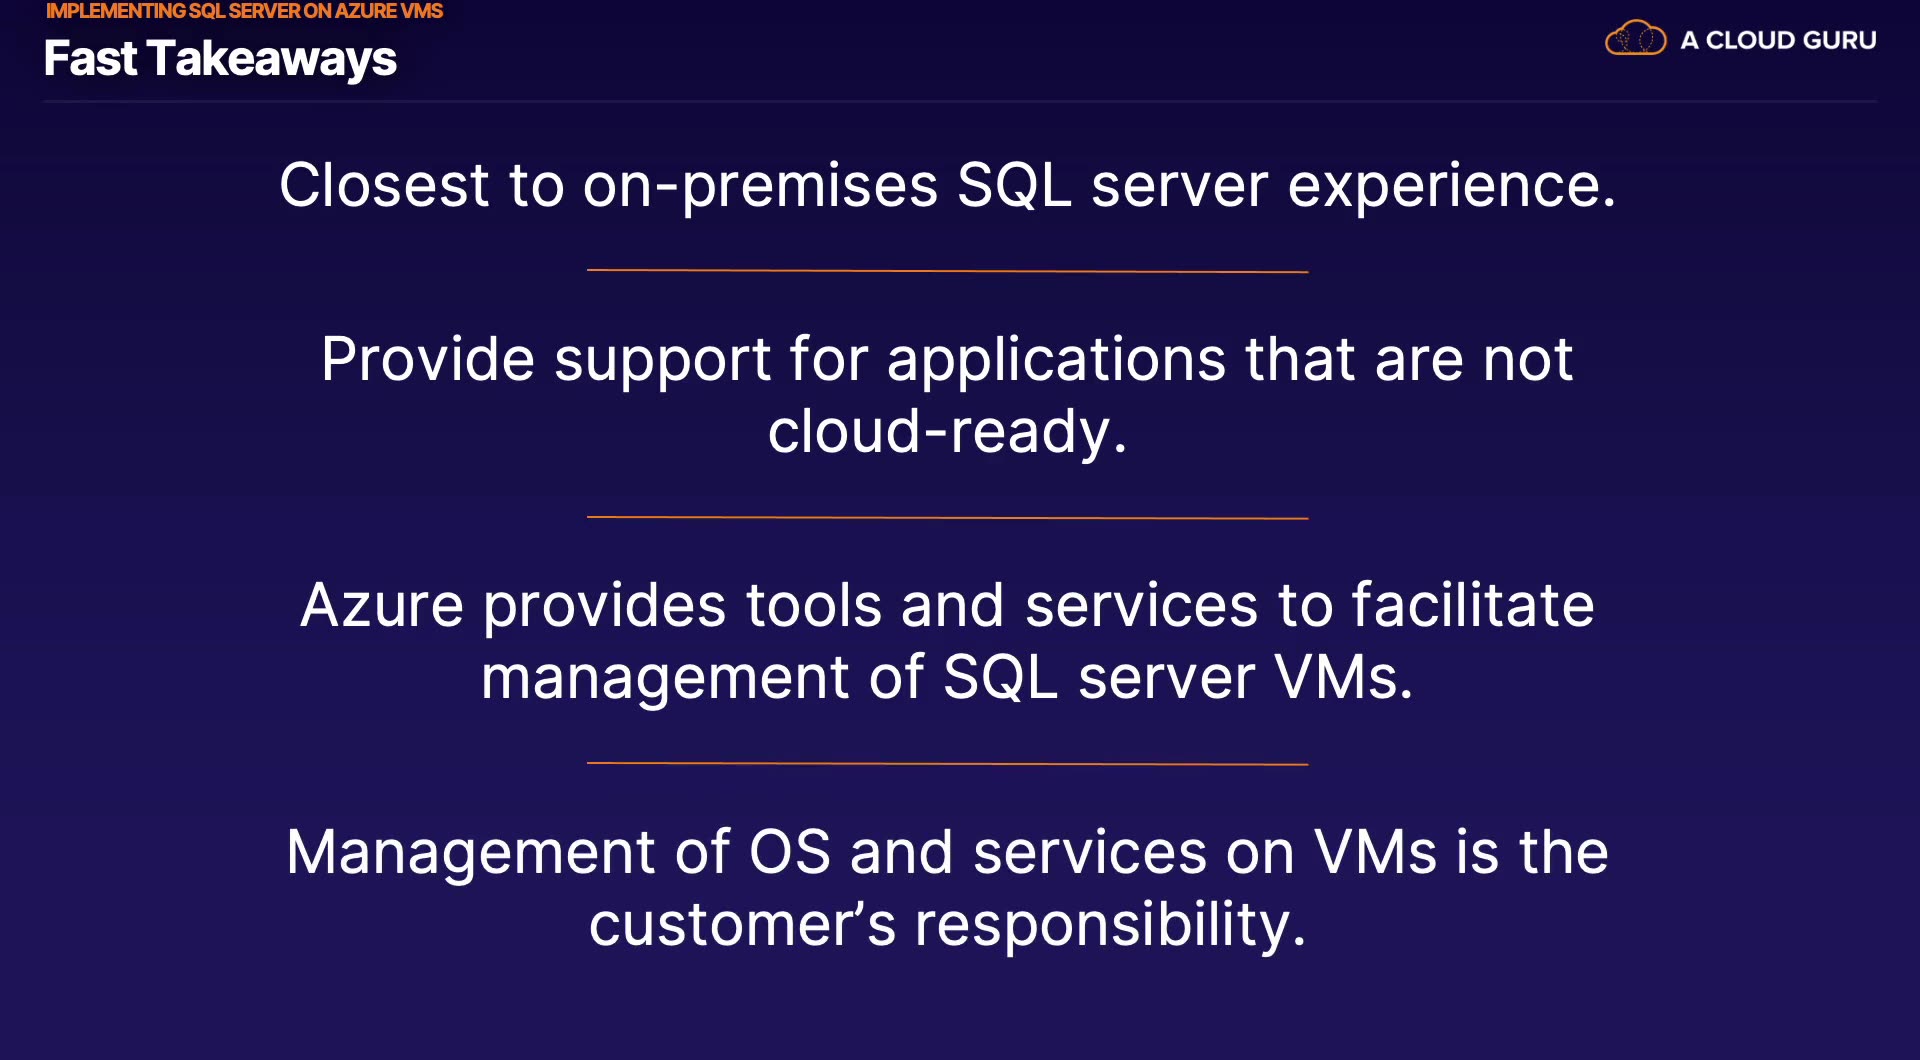 IMPLEMENTING SQL SERVER ON AZURE VMS
Fast Takeaways
A CLOUD GURU
Closest to on-premises SQL server experience.
Provide support for applications that are not
cloud-ready.
Azure provides tools and services to facilitate
management of SQL server VMs.
Management of OS and services on VMs is the
customer’s responsibility.